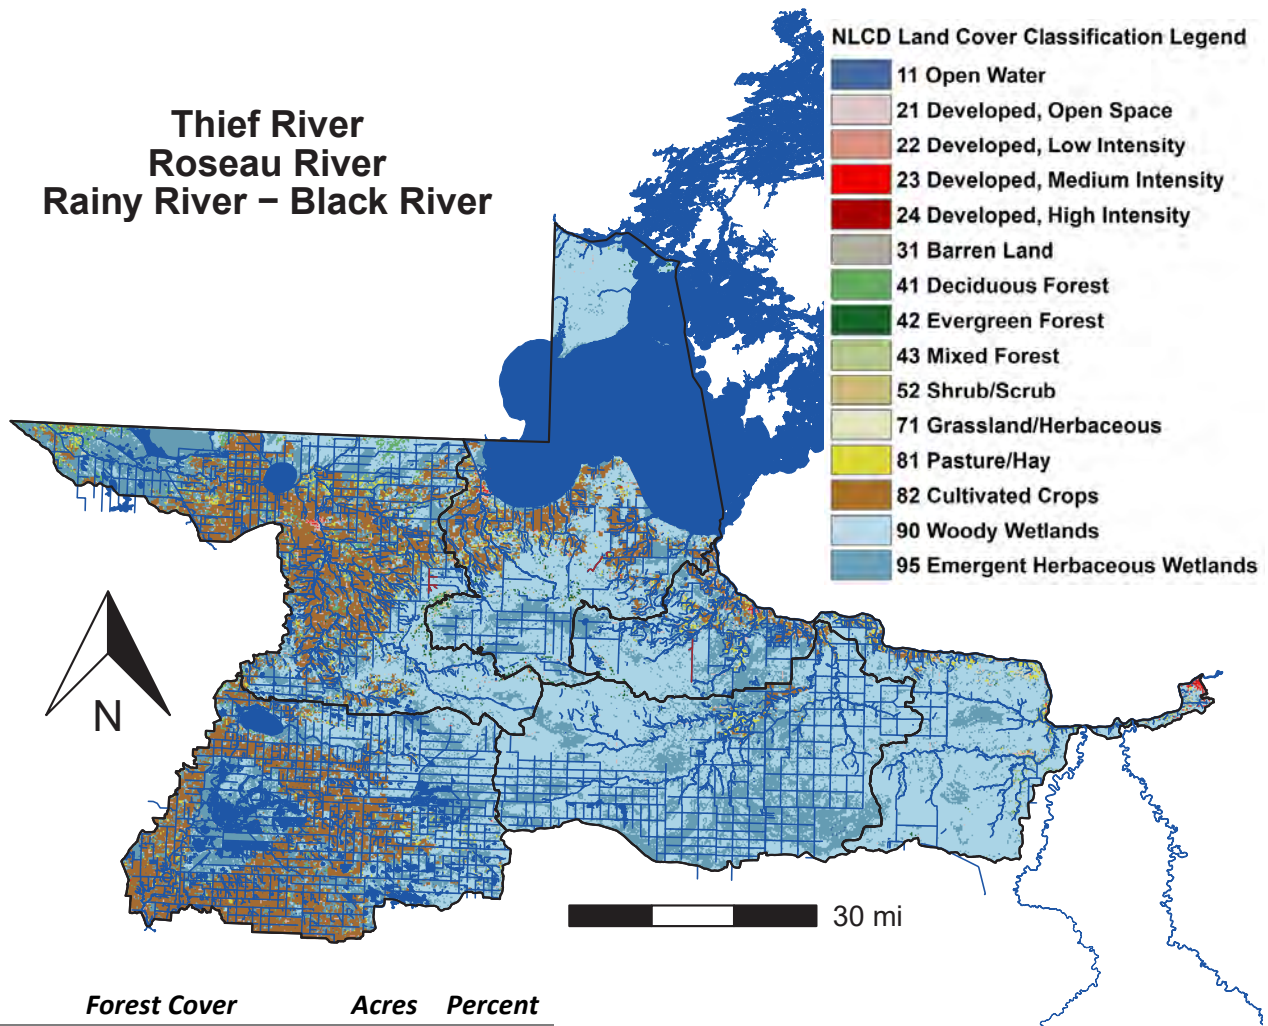 Thief River
Roseau River
Rainy River − Black River
NLCD Land Cover Classification Legend
11 Open Water
21 Developed, Open Space
22 Developed, Low Intensity
23 Developed, Medium Intensity
24 Developed, High Intensity
31 Barren Land
41 Deciduous Forest
42 Evergreen Forest
43 Mixed Forest
52 Shrub/Scrub
71 Grassland/Herbaceous
81 Pasture/Hay
82 Cultivated Crops
90 Woody Wetlands
95 Emergent Herbaceous Wetlands
N
30 mi
Forest Cover Acres Percent